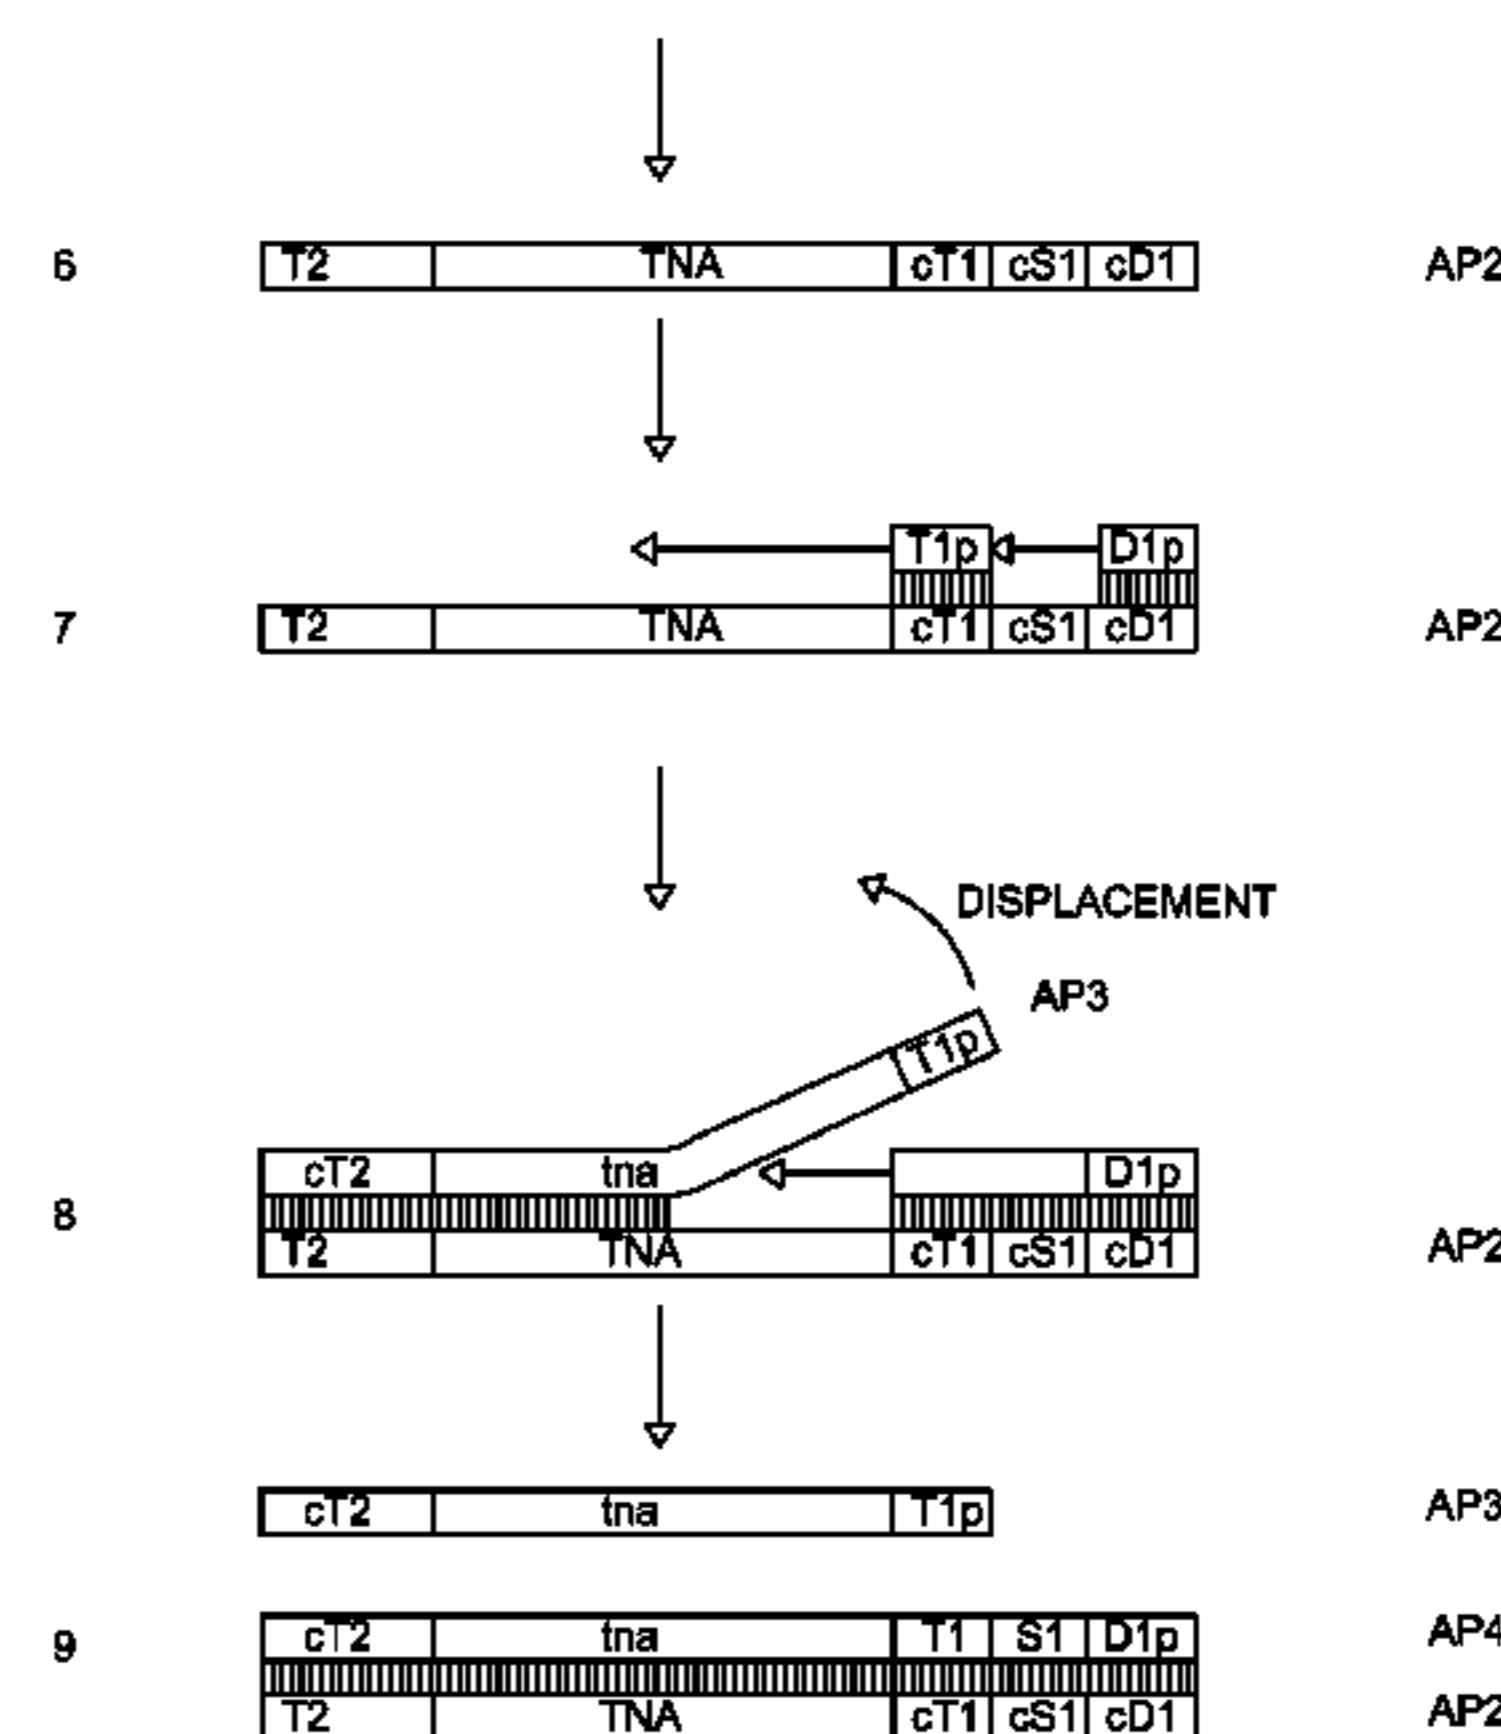 6 T2 TNA cT1 cS1 cD1 AP2
T1p D1p
7 T2 TNA cT1 cS1 cD1 AP2
DISPLACEMENT
AP3
T1p
cT2 tna D1p
8
T2 TNA cT1 cS1 cD1 AP2
cT2 tna T1p AP3
9 cT2 tna T1 S1 D1p AP4
T2 TNA cT1 cS1 cD1 AP2